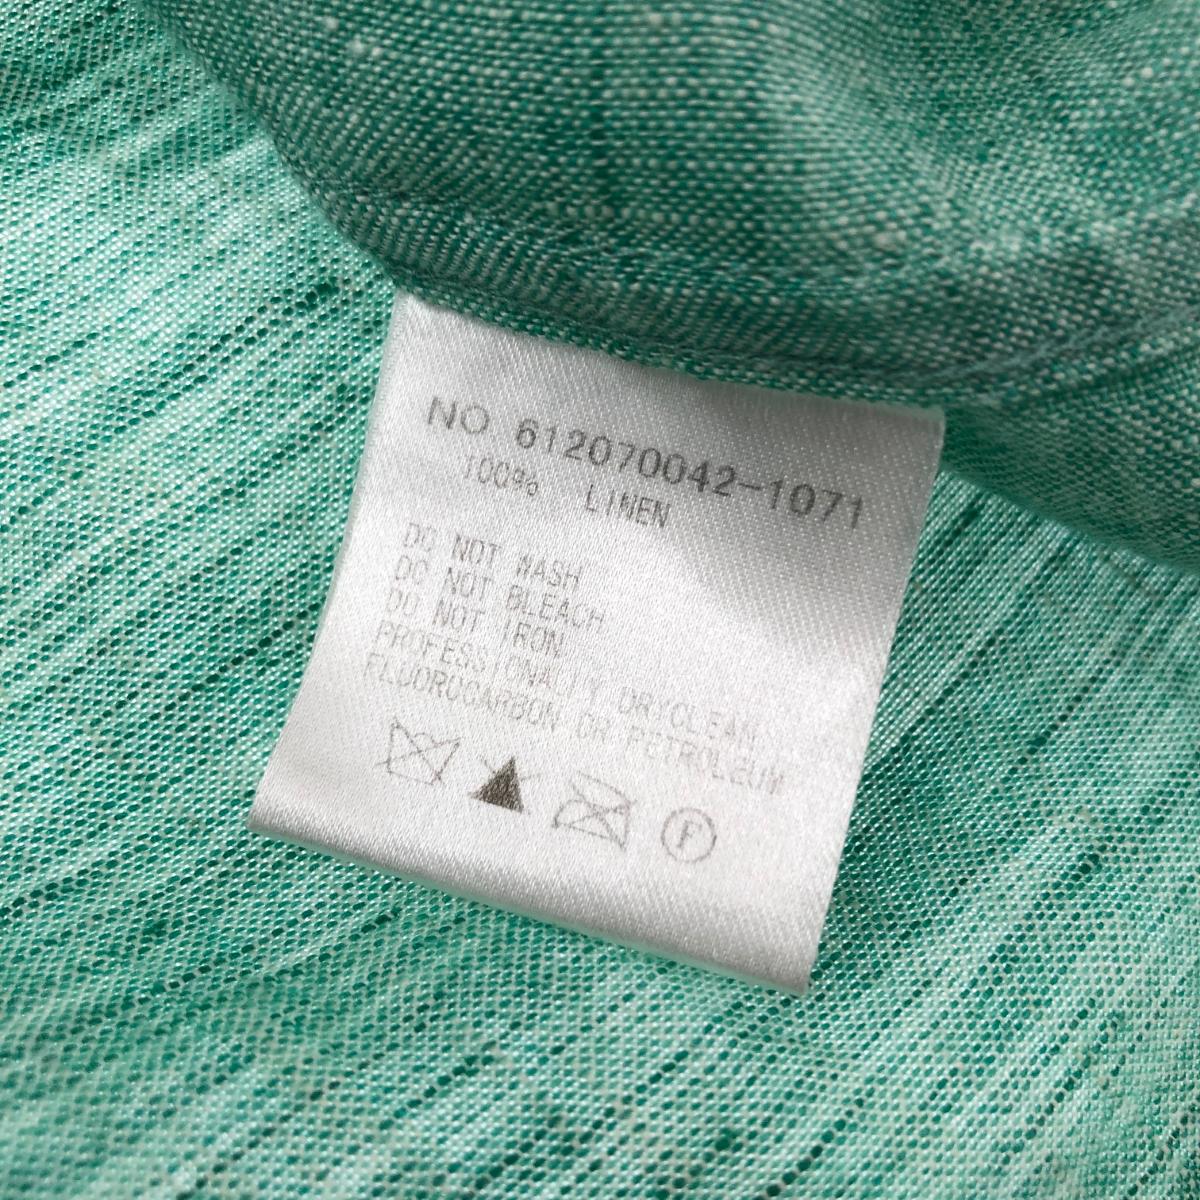 NO 612070042-1071
100% LINEN
DO NOT WASH
DO NOT BLEACH
DO NOT IRON
PROFESSIONALLY DRYCLEAN
FLUOROCARBON OR PETROLEUM
F